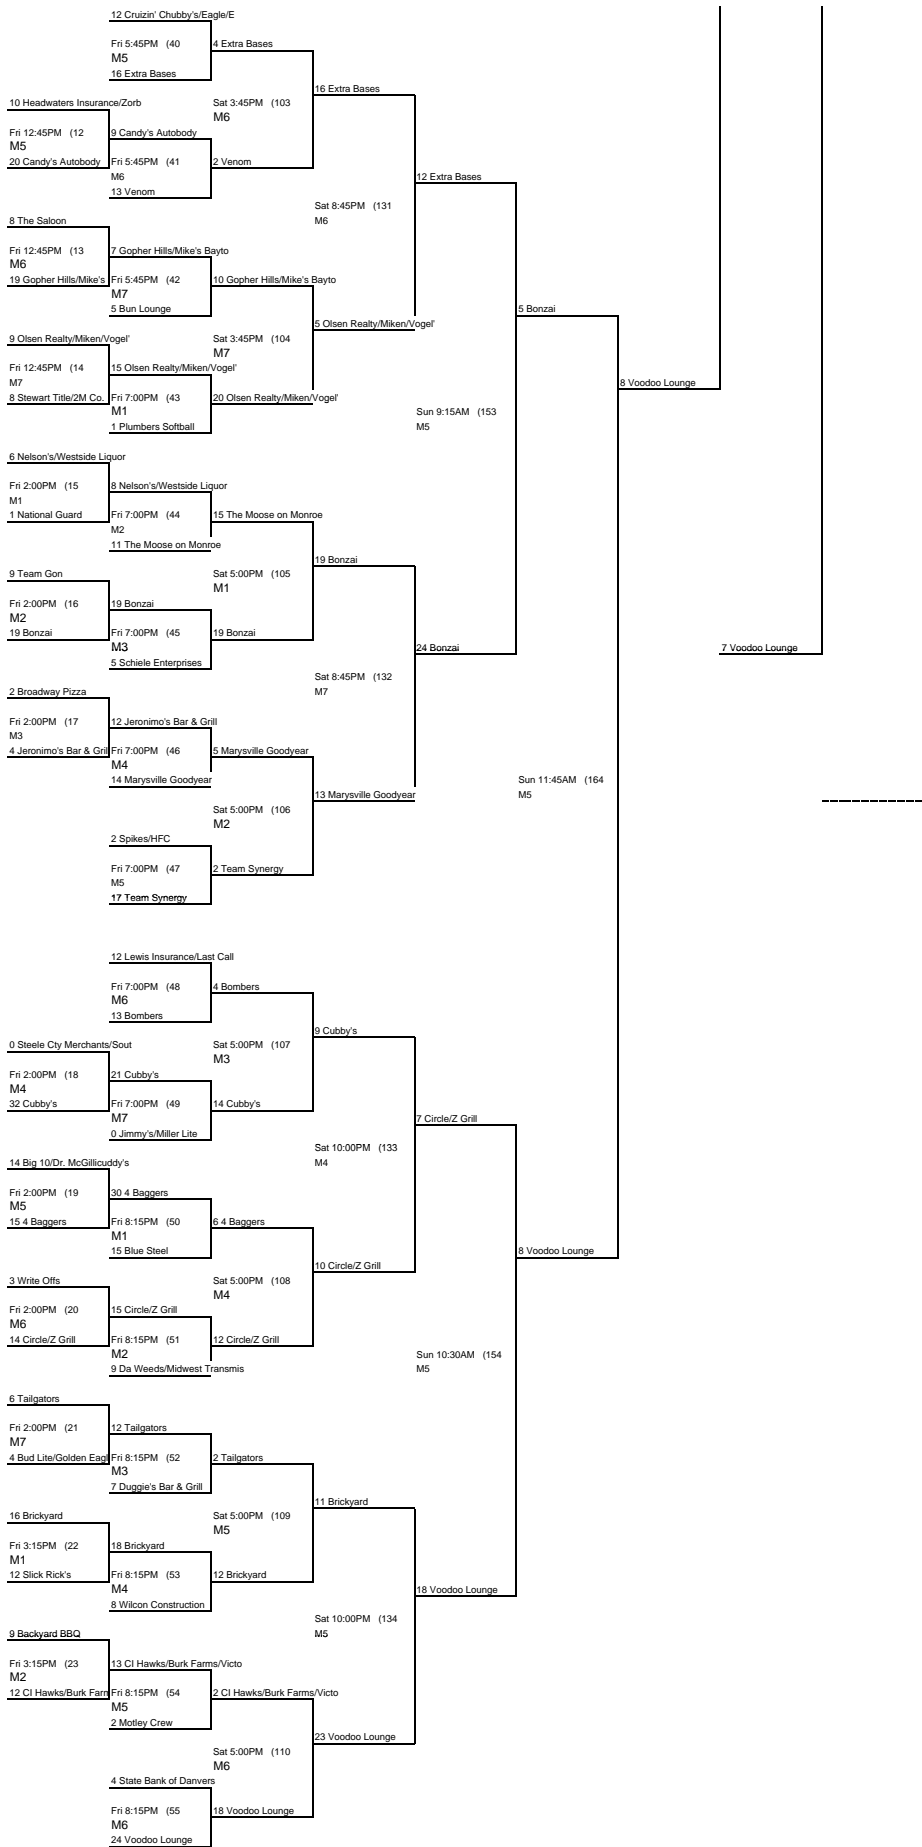 12 Cruizin' Chubby's/Eagle/E
Fri 5:45PM (40
4 Extra Bases
M5
16 Extra Bases
16 Extra Bases
10 Headwaters Insurance/Zorb
Sat 3:45PM (103
M6
Fri 12:45PM (12
9 Candy's Autobody
M5
20 Candy's Autobody
Fri 5:45PM (41
2 Venom
M6
12 Extra Bases
13 Venom
Sat 8:45PM (131
M6
8 The Saloon
Fri 12:45PM (13
7 Gopher Hills/Mike's Bayto
M6
19 Gopher Hills/Mike's
Fri 5:45PM (42
10 Gopher Hills/Mike's Bayto
M7
5 Bun Lounge
5 Bonzai
5 Olsen Realty/Miken/Vogel'
9 Olsen Realty/Miken/Vogel'
Sat 3:45PM (104
M7
Fri 12:45PM (14
15 Olsen Realty/Miken/Vogel'
M7
8 Voodoo Lounge
8 Stewart Title/2M Co.
Fri 7:00PM (43
20 Olsen Realty/Miken/Vogel'
M1
Sun 9:15AM (153
M5
1 Plumbers Softball
6 Nelson's/Westside Liquor
Fri 2:00PM (15
8 Nelson's/Westside Liquor
M1
1 National Guard
Fri 7:00PM (44
15 The Moose on Monroe
M2
11 The Moose on Monroe
19 Bonzai
9 Team Gon
Sat 5:00PM (105
M1
Fri 2:00PM (16
19 Bonzai
M2
19 Bonzai
Fri 7:00PM (45
19 Bonzai
M3
24 Bonzai
7 Voodoo Lounge
5 Schiele Enterprises
Sat 8:45PM (132
M7
2 Broadway Pizza
Fri 2:00PM (17
12 Jeronimo's Bar & Grill
M3
4 Jeronimo's Bar & Gril
Fri 7:00PM (46
5 Marysville Goodyear
M4
14 Marysville Goodyear
Sun 11:45AM (164
M5
13 Marysville Goodyear
Sat 5:00PM (106
M2
2 Spikes/HFC
Fri 7:00PM (47
2 Team Synergy
M5
17 Team Synergy
12 Lewis Insurance/Last Call
Fri 7:00PM (48
4 Bombers
M6
13 Bombers
9 Cubby's
0 Steele Cty Merchants/Sout
Sat 5:00PM (107
M3
Fri 2:00PM (18
21 Cubby's
M4
32 Cubby's
Fri 7:00PM (49
14 Cubby's
M7
7 Circle/Z Grill
0 Jimmy's/Miller Lite
Sat 10:00PM (133
M4
14 Big 10/Dr. McGillicuddy's
Fri 2:00PM (19
30 4 Baggers
M5
15 4 Baggers
Fri 8:15PM (50
6 4 Baggers
M1
15 Blue Steel
8 Voodoo Lounge
10 Circle/Z Grill
3 Write Offs
Sat 5:00PM (108
M4
Fri 2:00PM (20
15 Circle/Z Grill
M6
14 Circle/Z Grill
Fri 8:15PM (51
12 Circle/Z Grill
M2
Sun 10:30AM (154
M5
9 Da Weeds/Midwest Transmis
6 Tailgators
Fri 2:00PM (21
12 Tailgators
M7
4 Bud Lite/Golden Eagl
Fri 8:15PM (52
2 Tailgators
M3
7 Duggie's Bar & Grill
11 Brickyard
16 Brickyard
Sat 5:00PM (109
M5
Fri 3:15PM (22
18 Brickyard
M1
12 Slick Rick's
Fri 8:15PM (53
12 Brickyard
M4
18 Voodoo Lounge
8 Wilcon Construction
Sat 10:00PM (134
M5
9 Backyard BBQ
Fri 3:15PM (23
13 CI Hawks/Burk Farms/Victo
M2
12 CI Hawks/Burk Farm
Fri 8:15PM (54
2 CI Hawks/Burk Farms/Victo
M5
2 Motley Crew
23 Voodoo Lounge
Sat 5:00PM (110
M6
4 State Bank of Danvers
Fri 8:15PM (55
18 Voodoo Lounge
M6
24 Voodoo Lounge